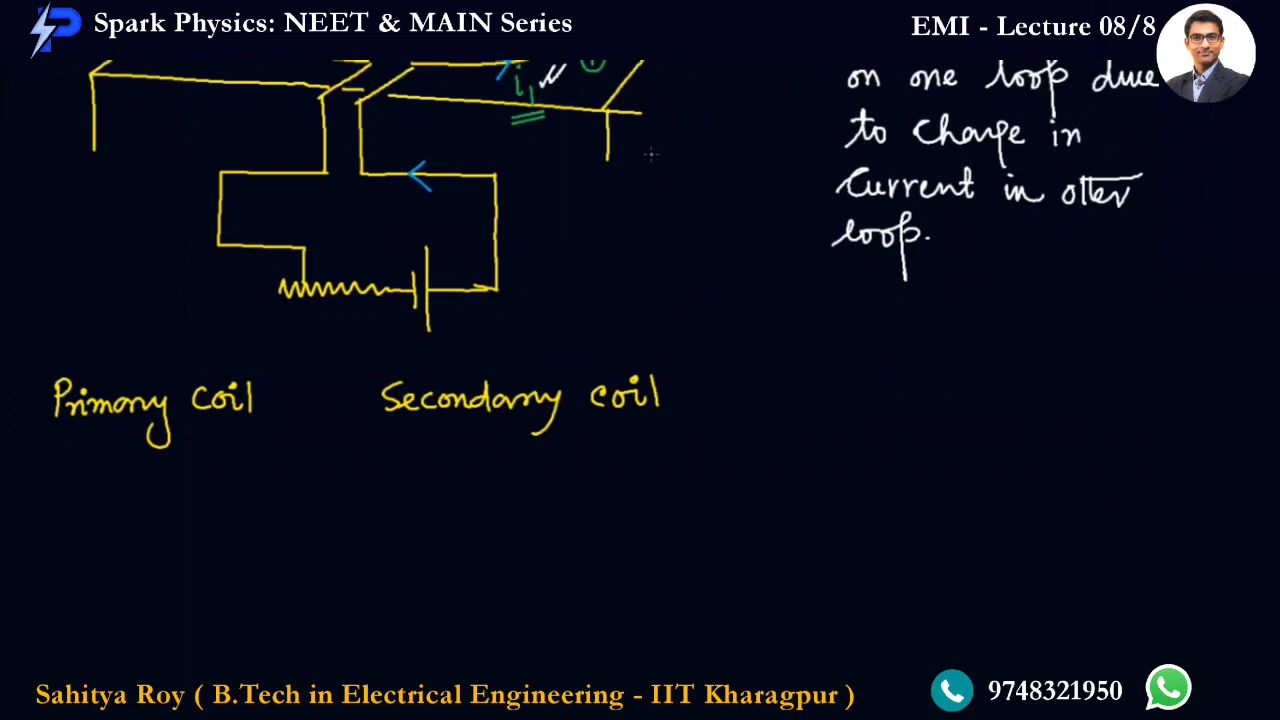 Spark Physics: NEET & MAIN Series
EMI - Lecture 08/8
i1
1
on one loop due
to change in
Current in other
loop.
Primary coil
Secondary coil
Sahitya Roy ( B.Tech in Electrical Engineering - IIT Kharagpur )
9748321950